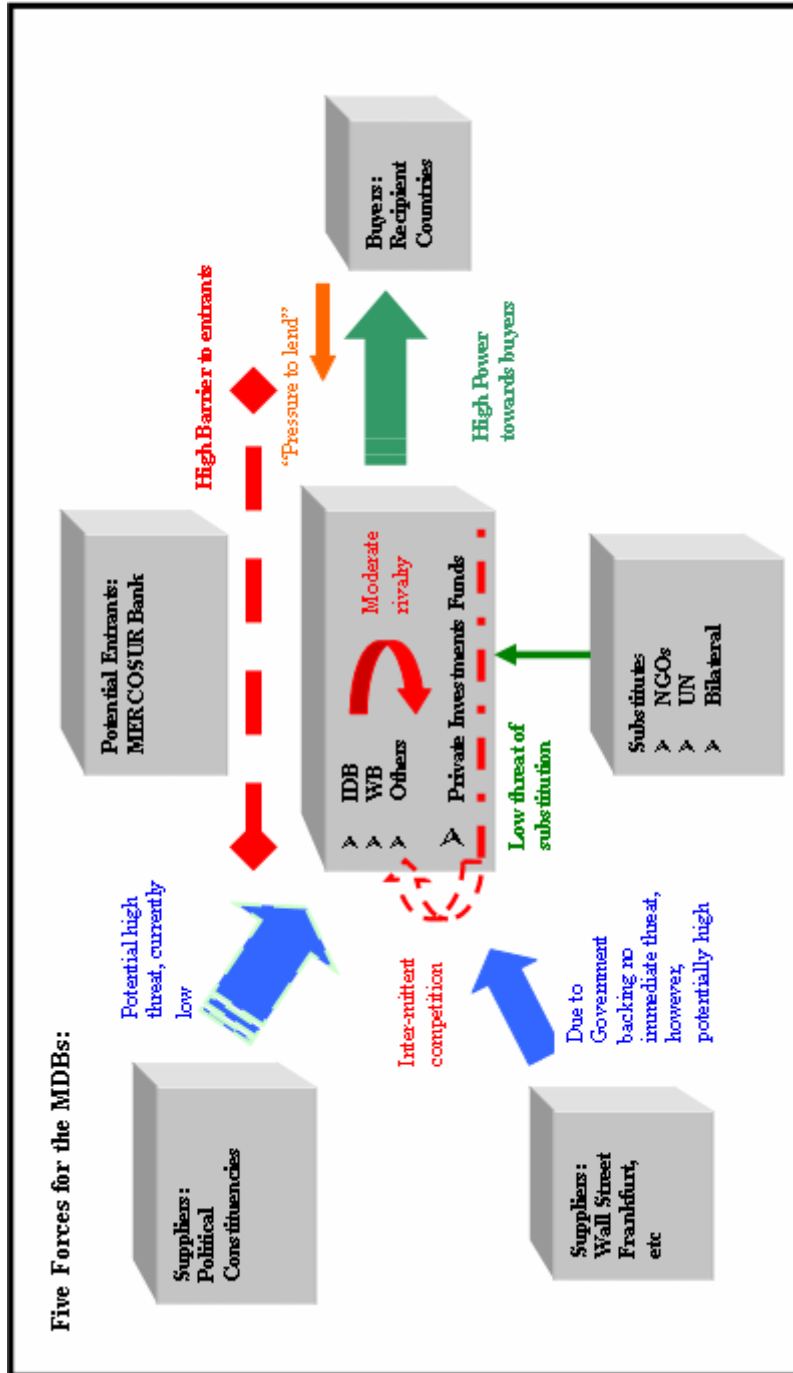 Five Forces for the MDBs:
Potential Entrants:
MERCOSUR Bank
Suppliers:
Political
Constituencies
Potential high
threat, currently
low
High Barrier to entrants
“Pressure to lend”
Buyers:
Recipient
Countries
➢ IDB
➢ WB
➢ Others
➢ Private Investments Funds
Moderate
rivalry
Inter-mittent
competition
High Power
towards buyers
Low threat of
substitution
Suppliers:
Wall Street
Frankfurt,
etc
Due to
Government
backing no
immediate threat,
however,
potentially high
Substitutes
➢ NGOs
➢ UN
➢ Bilateral